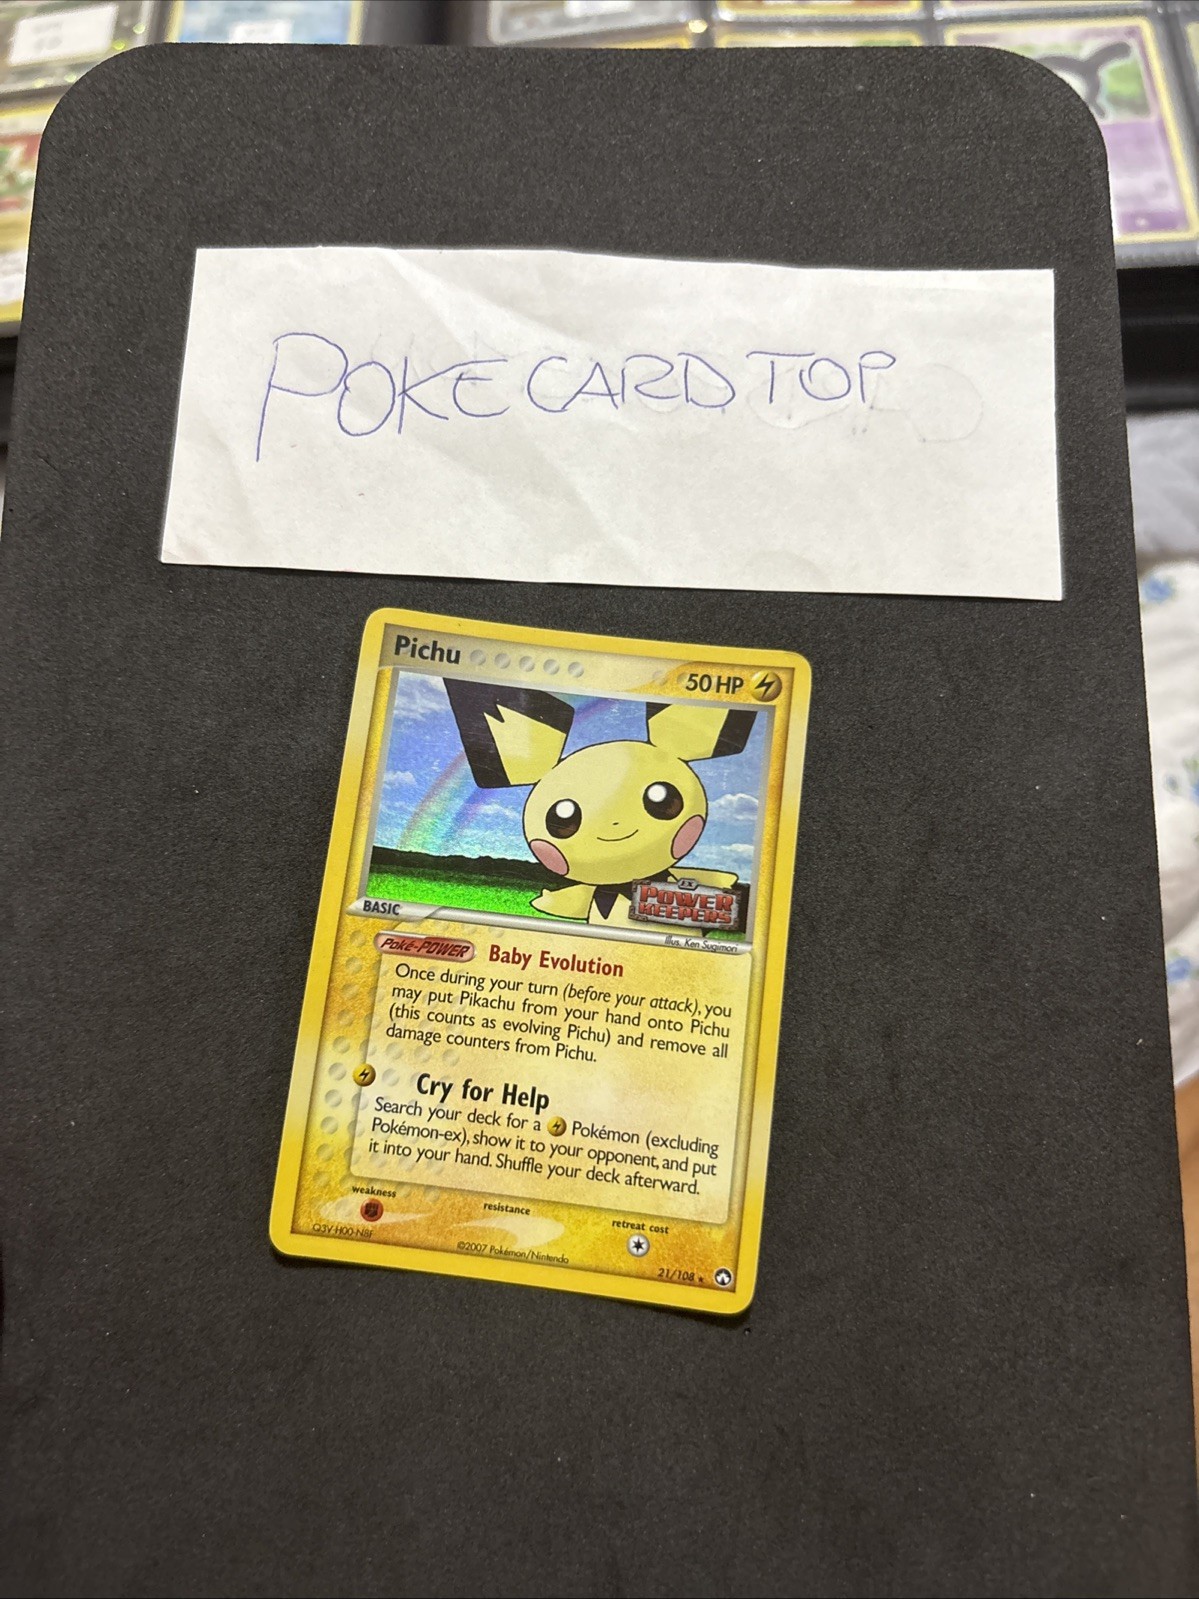 POKE CARD TOP
Pichu
50 HP
EX
POWER
KEEPERS
BASIC
Illus. Ken Sugimori
Poké-POWER Baby Evolution
Once during your turn (before your attack), you
may put Pikachu from your hand onto Pichu
(this counts as evolving Pichu) and remove all
damage counters from Pichu.
Cry for Help
Search your deck for a Pokémon (excluding
Pokémon-ex), show it to your opponent, and put
it into your hand. Shuffle your deck afterward.
weakness resistance retreat cost
Q3V-H00-N8F ©2007 Pokémon/Nintendo 21/108 ★